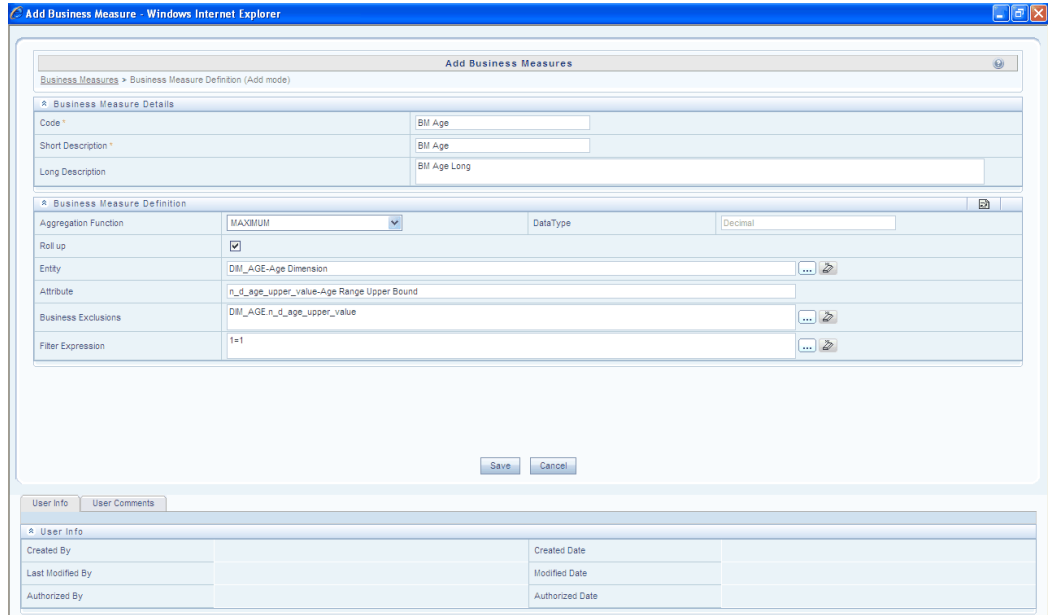 Add Business Measure - Windows Internet Explorer
Add Business Measures
Business Measures > Business Measure Definition (Add mode)
Business Measure Details
Code *
BM Age
Short Description *
BM Age
Long Description
BM Age Long
Business Measure Definition
Aggregation Function
MAXIMUM
DataType
Decimal
Roll up
Entity
DIM_AGE-Age Dimension
...
Attribute
n_d_age_upper_value-Age Range Upper Bound
Business Exclusions
DIM_AGE.n_d_age_upper_value
...
Filter Expression
1=1
...
Save Cancel
User Info User Comments
User Info
Created By Created Date
Last Modified By Modified Date
Authorized By Authorized Date